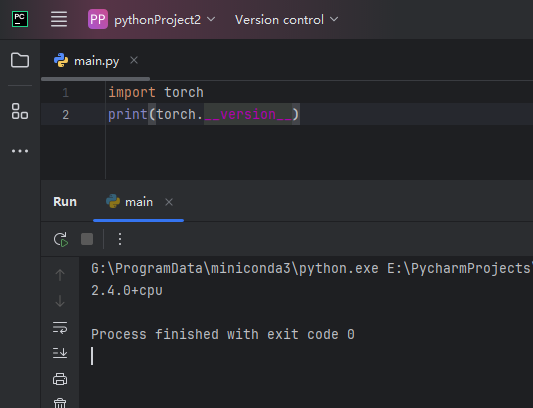 PC
PP pythonProject2 Version control
main.py
1 import torch
2 print(torch.__version__)
Run main
G:\ProgramData\miniconda3\python.exe E:\PycharmProjects\
2.4.0+cpu
Process finished with exit code 0